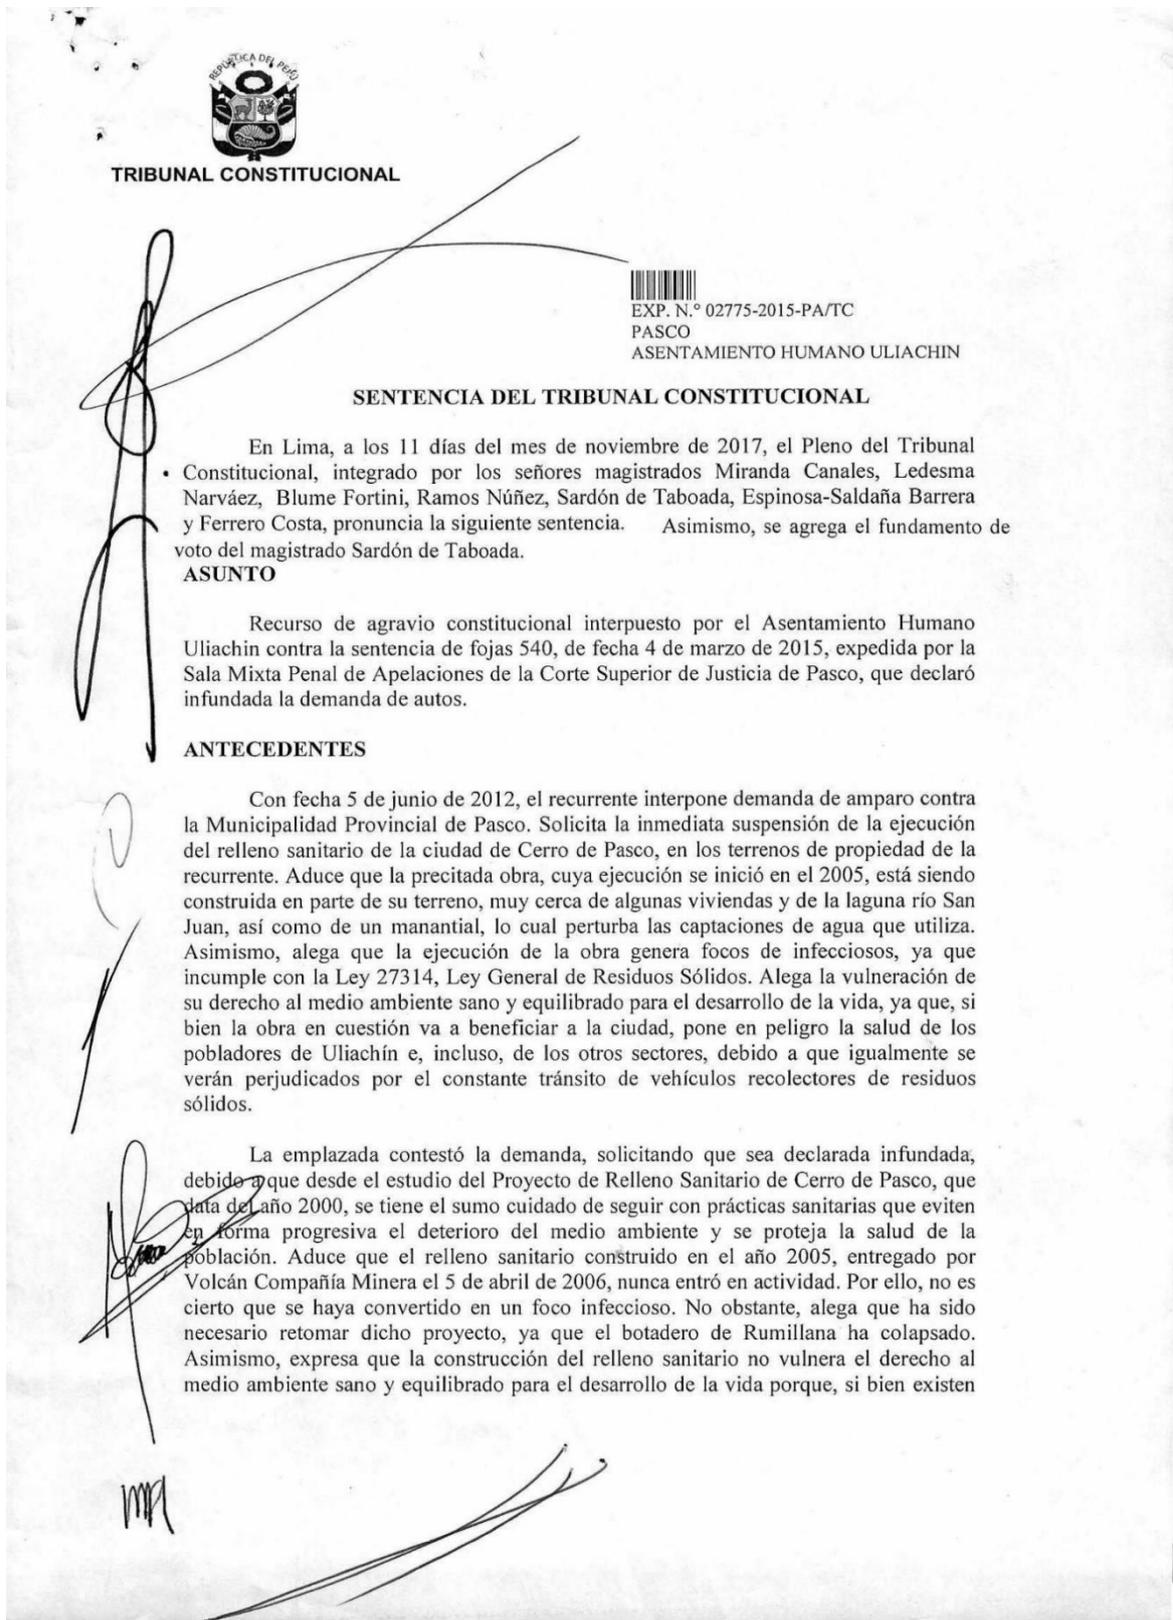 REPÚBLICA DEL PERÚ
TRIBUNAL CONSTITUCIONAL
EXP. N.° 02775-2015-PA/TC
PASCO
ASENTAMIENTO HUMANO ULIACHIN
SENTENCIA DEL TRIBUNAL CONSTITUCIONAL
En Lima, a los 11 días del mes de noviembre de 2017, el Pleno del Tribunal
Constitucional, integrado por los señores magistrados Miranda Canales, Ledesma
Narváez, Blume Fortini, Ramos Núñez, Sardón de Taboada, Espinosa-Saldaña Barrera
y Ferrero Costa, pronuncia la siguiente sentencia. Asimismo, se agrega el fundamento de
voto del magistrado Sardón de Taboada.
ASUNTO
Recurso de agravio constitucional interpuesto por el Asentamiento Humano
Uliachin contra la sentencia de fojas 540, de fecha 4 de marzo de 2015, expedida por la
Sala Mixta Penal de Apelaciones de la Corte Superior de Justicia de Pasco, que declaró
infundada la demanda de autos.
ANTECEDENTES
Con fecha 5 de junio de 2012, el recurrente interpone demanda de amparo contra
la Municipalidad Provincial de Pasco. Solicita la inmediata suspensión de la ejecución
del relleno sanitario de la ciudad de Cerro de Pasco, en los terrenos de propiedad de la
recurrente. Aduce que la precitada obra, cuya ejecución se inició en el 2005, está siendo
construida en parte de su terreno, muy cerca de algunas viviendas y de la laguna río San
Juan, así como de un manantial, lo cual perturba las captaciones de agua que utiliza.
Asimismo, alega que la ejecución de la obra genera focos de infecciosos, ya que
incumple con la Ley 27314, Ley General de Residuos Sólidos. Alega la vulneración de
su derecho al medio ambiente sano y equilibrado para el desarrollo de la vida, ya que, si
bien la obra en cuestión va a beneficiar a la ciudad, pone en peligro la salud de los
pobladores de Uliachín e, incluso, de los otros sectores, debido a que igualmente se
verán perjudicados por el constante tránsito de vehículos recolectores de residuos
sólidos.
La emplazada contestó la demanda, solicitando que sea declarada infundada,
debido a que desde el estudio del Proyecto de Relleno Sanitario de Cerro de Pasco, que
data del año 2000, se tiene el sumo cuidado de seguir con prácticas sanitarias que eviten
en forma progresiva el deterioro del medio ambiente y se proteja la salud de la
población. Aduce que el relleno sanitario construido en el año 2005, entregado por
Volcán Compañía Minera el 5 de abril de 2006, nunca entró en actividad. Por ello, no es
cierto que se haya convertido en un foco infeccioso. No obstante, alega que ha sido
necesario retomar dicho proyecto, ya que el botadero de Rumillana ha colapsado.
Asimismo, expresa que la construcción del relleno sanitario no vulnera el derecho al
medio ambiente sano y equilibrado para el desarrollo de la vida porque, si bien existen